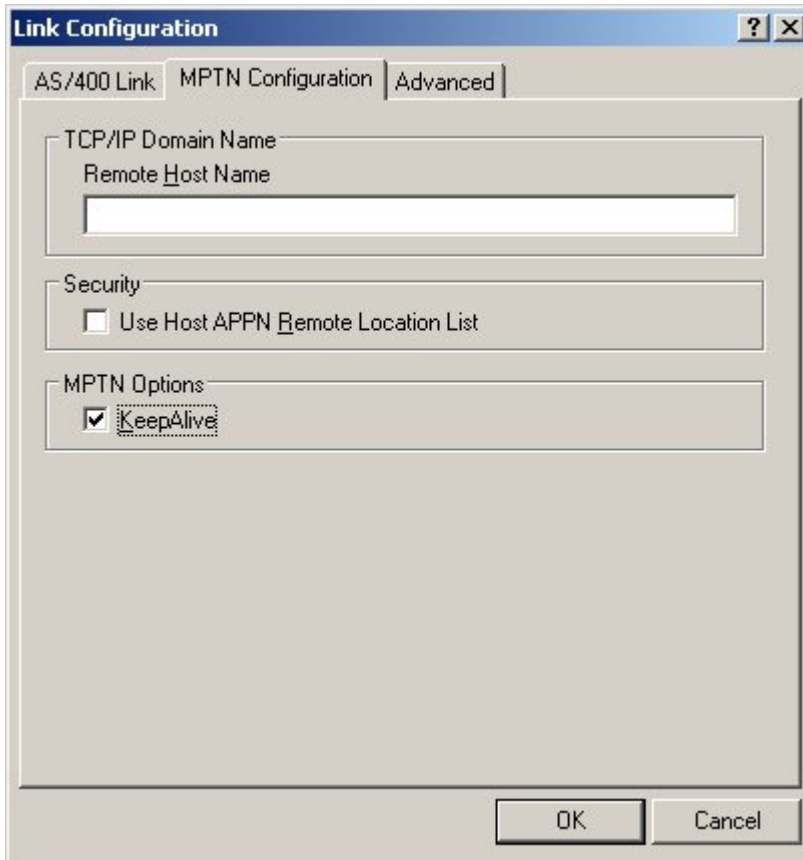 Link Configuration
AS/400 Link MPTN Configuration Advanced
TCP/IP Domain Name
Remote Host Name
Security
Use Host APPN Remote Location List
MPTN Options
KeepAlive
OK Cancel